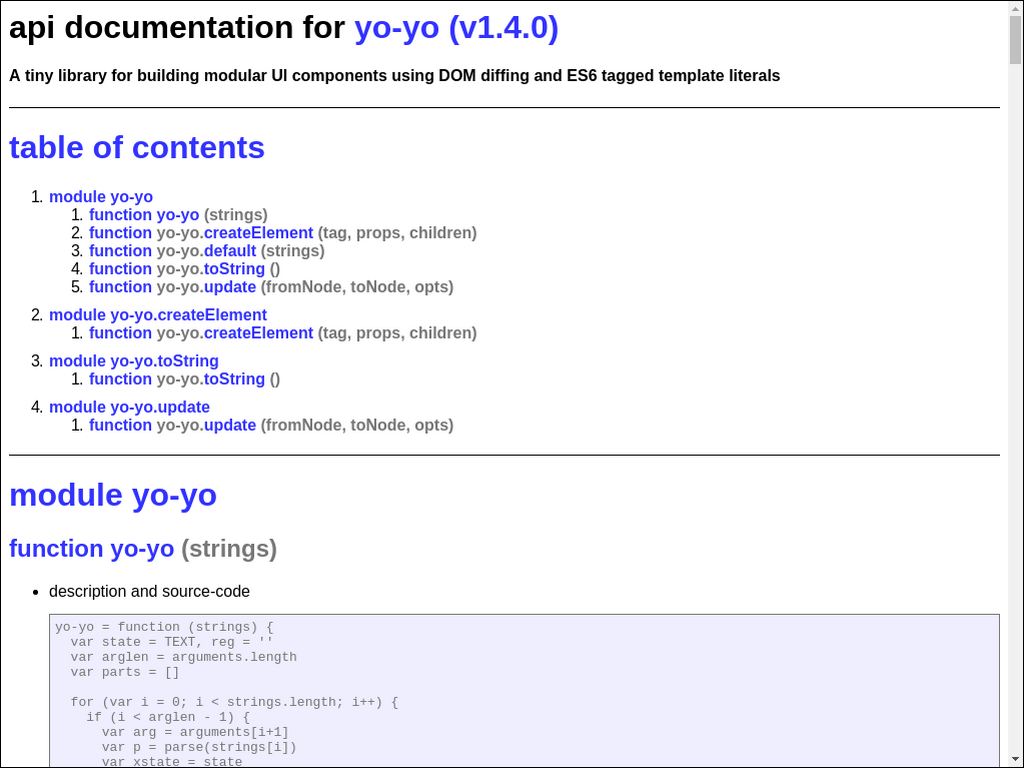 api documentation for yo-yo (v1.4.0)
A tiny library for building modular UI components using DOM diffing and ES6 tagged template literals
table of contents
1. module yo-yo
1. function yo-yo (strings)
2. function yo-yo.createElement (tag, props, children)
3. function yo-yo.default (strings)
4. function yo-yo.toString ()
5. function yo-yo.update (fromNode, toNode, opts)
2. module yo-yo.createElement
1. function yo-yo.createElement (tag, props, children)
3. module yo-yo.toString
1. function yo-yo.toString ()
4. module yo-yo.update
1. function yo-yo.update (fromNode, toNode, opts)
module yo-yo
function yo-yo (strings)
• description and source-code
yo-yo = function (strings) {
  var state = TEXT, reg = ''
  var arglen = arguments.length
  var parts = []
  for (var i = 0; i < strings.length; i++) {
    if (i < arglen - 1) {
      var arg = arguments[i+1]
      var p = parse(strings[i])
      var xstate = state